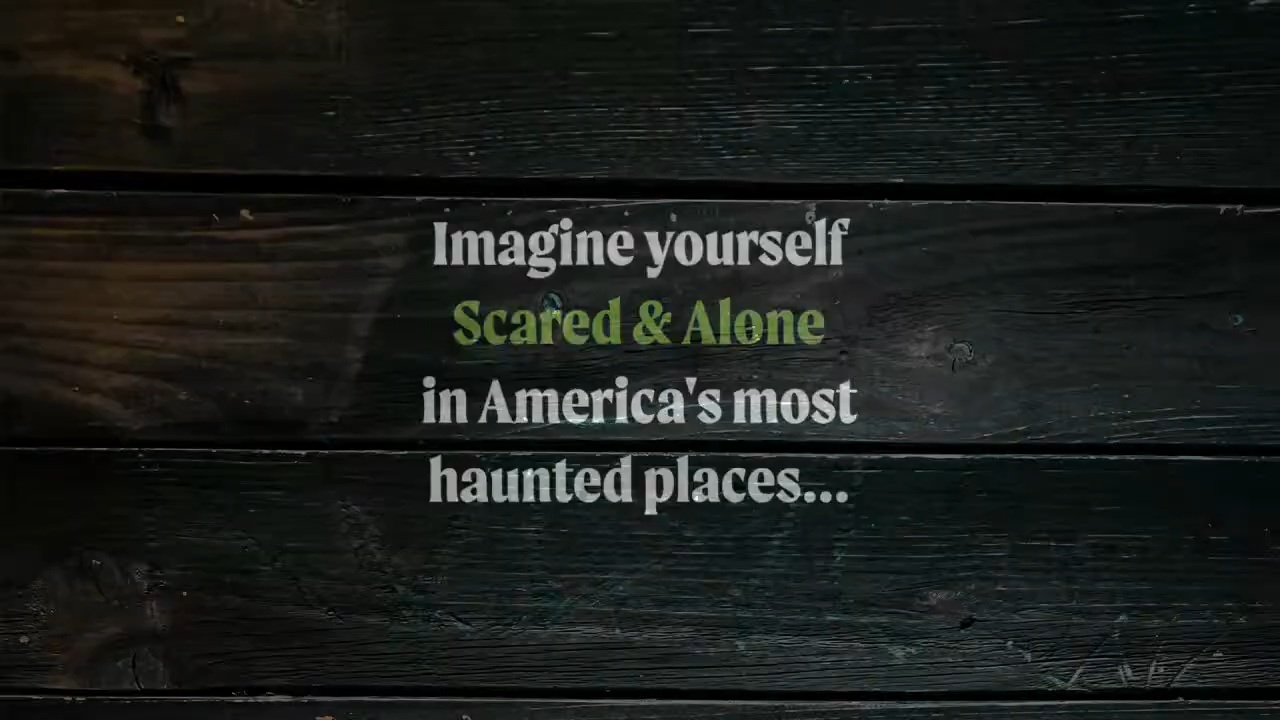 Imagine yourself
Scared & Alone
in America's most
haunted places...